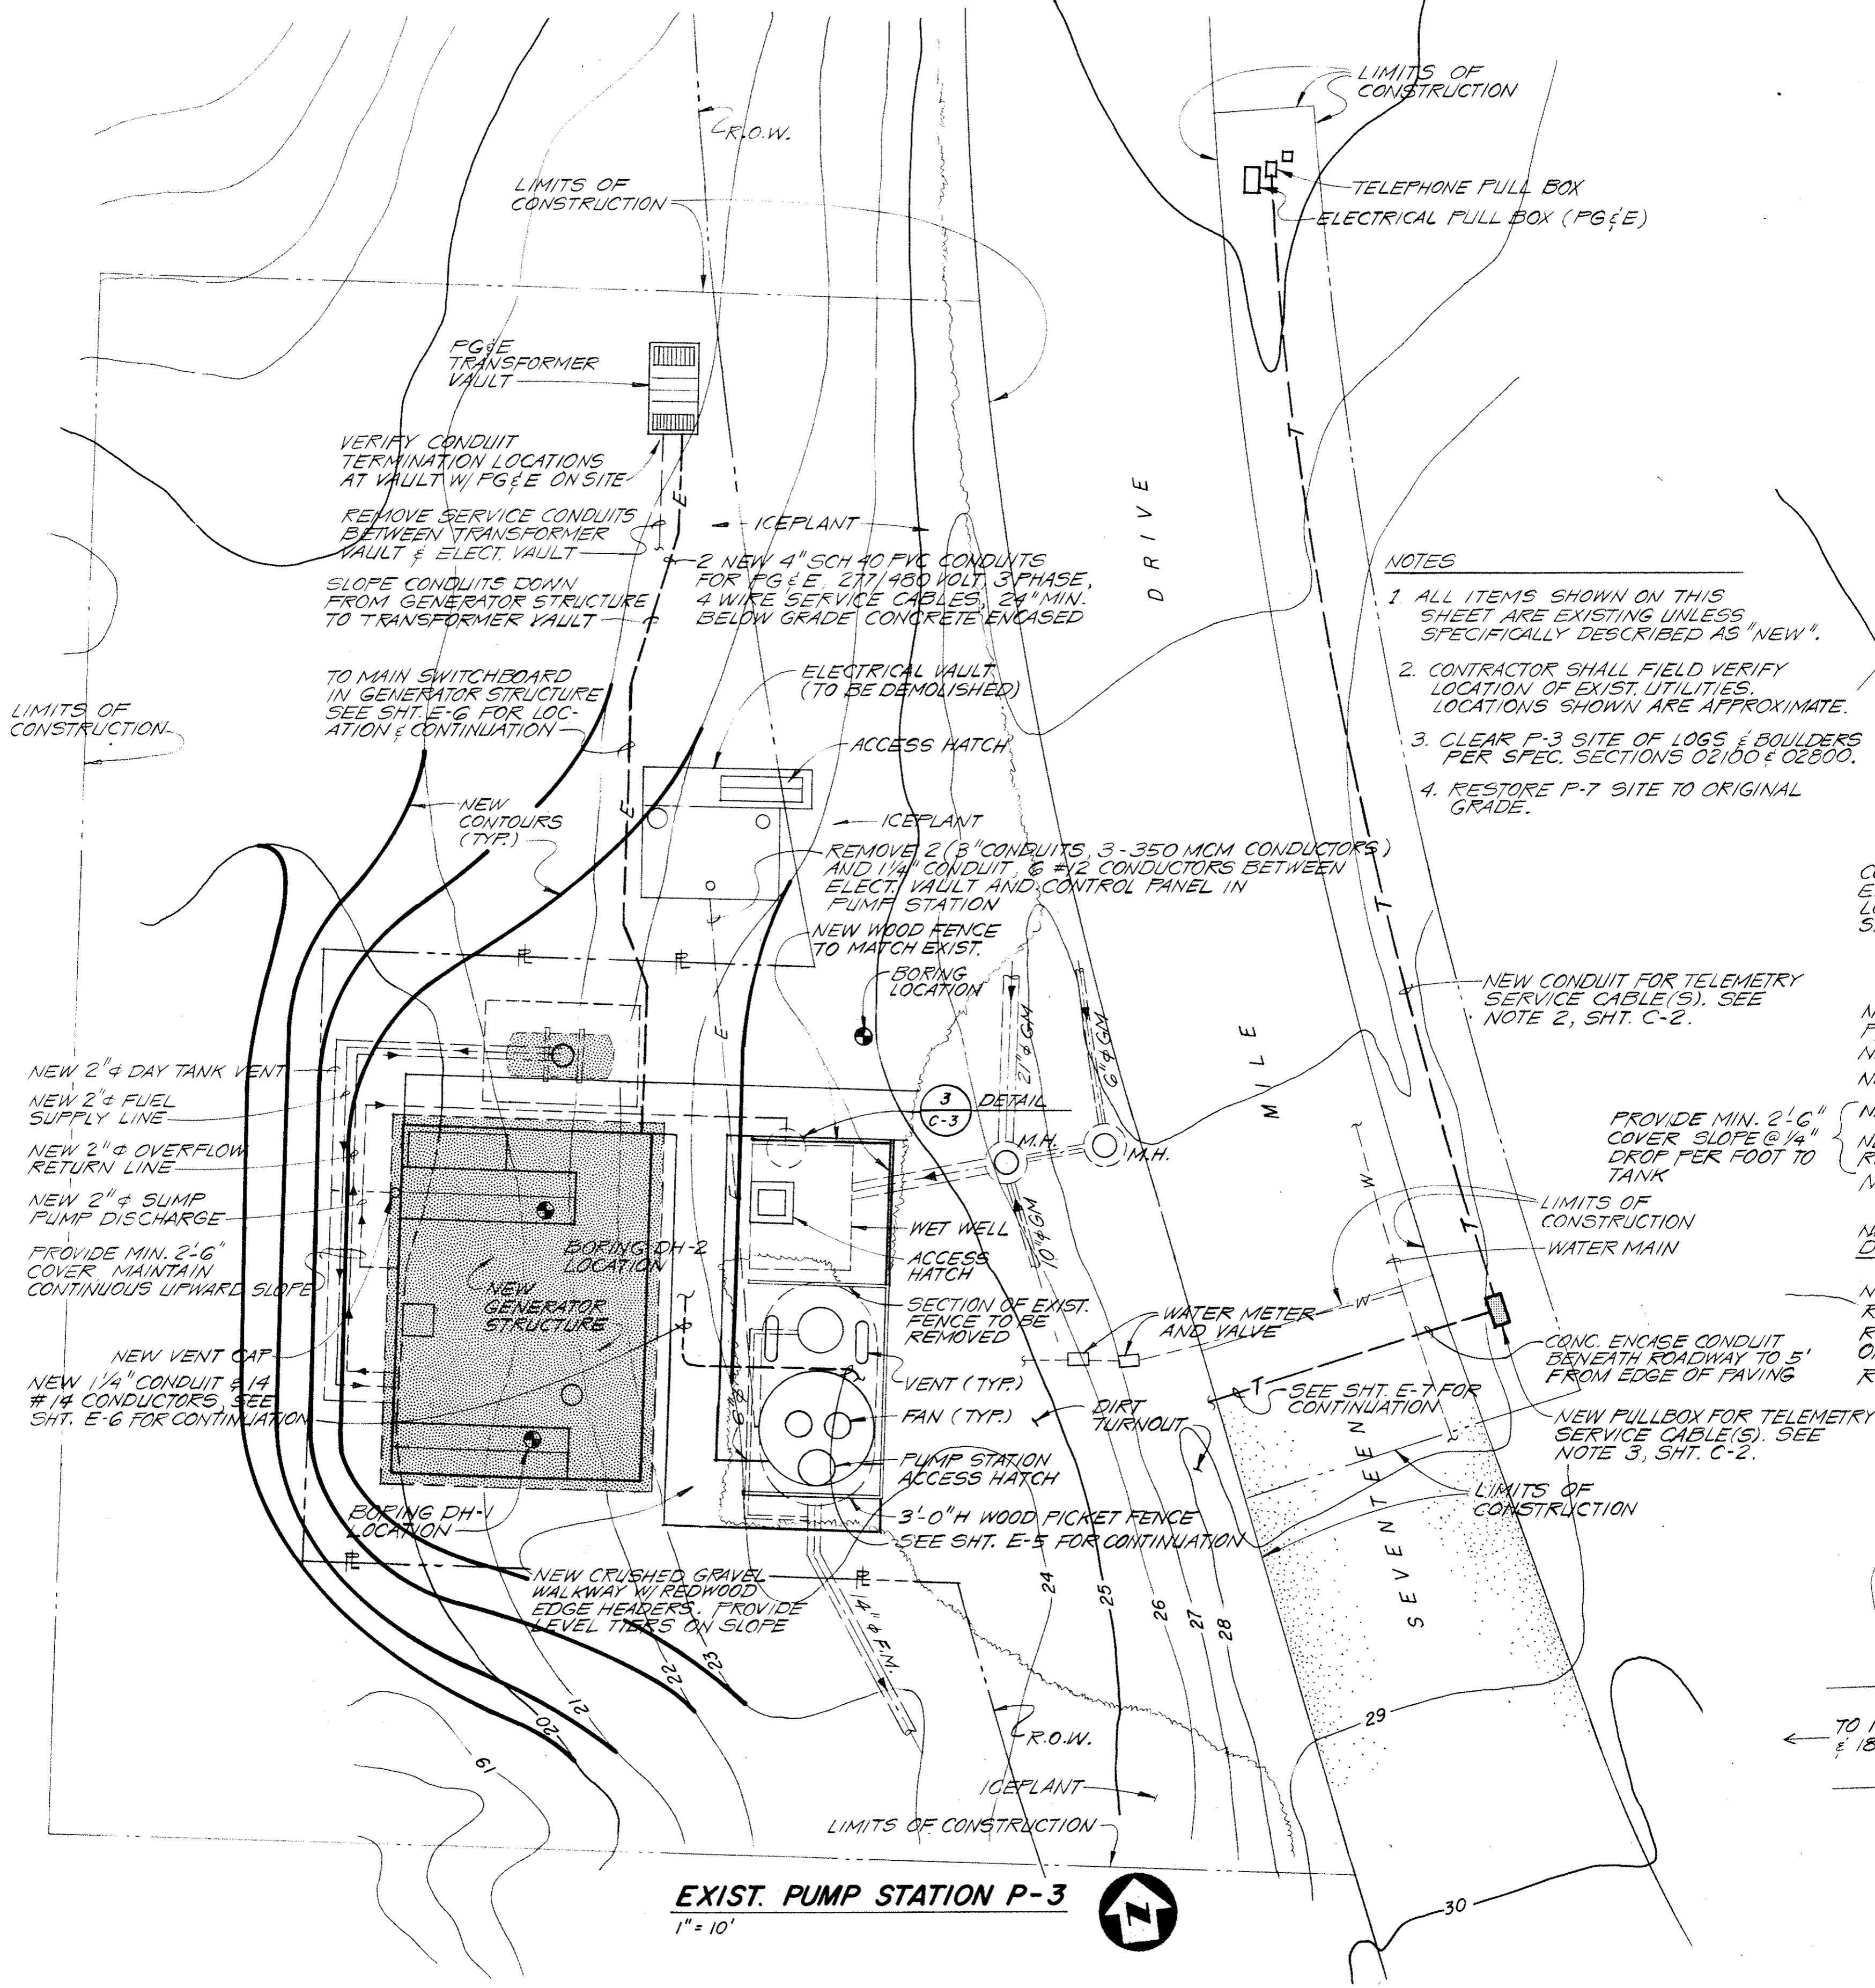 LIMITS OF
CONSTRUCTION
R.O.W.
LIMITS OF
CONSTRUCTION
TELEPHONE PULL BOX
ELECTRICAL PULL BOX (PG&E)
PG&E
TRANSFORMER
VAULT
VERIFY CONDUIT
TERMINATION LOCATIONS
AT VAULT W/ PG&E ON SITE
REMOVE SERVICE CONDUITS
BETWEEN TRANSFORMER
VAULT & ELECT. VAULT
SLOPE CONDUITS DOWN
FROM GENERATOR STRUCTURE
TO TRANSFORMER VAULT
TO MAIN SWITCHBOARD
IN GENERATOR STRUCTURE
SEE SHT. E-6 FOR LOC-
ATION & CONTINUATION
E
ICEPLANT
2 NEW 4" SCH 40 PVC CONDUITS
FOR PG&E, 277/480 VOLT, 3 PHASE,
4 WIRE SERVICE CABLES, 24" MIN.
BELOW GRADE CONCRETE ENCASED
ELECTRICAL VAULT
(TO BE DEMOLISHED)
ACCESS HATCH
E
ICEPLANT
REMOVE 2 (3" CONDUITS, 3-350 MCM CONDUCTORS)
AND 1 1/4" CONDUIT, 6 #12 CONDUCTORS BETWEEN
ELECT. VAULT AND CONTROL PANEL IN
PUMP STATION
NEW WOOD FENCE
TO MATCH EXIST.
BORING
LOCATION
DRIVE
MILE
SEVENTEEN
T
T
T
T
NOTES
1. ALL ITEMS SHOWN ON THIS
SHEET ARE EXISTING UNLESS
SPECIFICALLY DESCRIBED AS "NEW".
2. CONTRACTOR SHALL FIELD VERIFY
LOCATION OF EXIST. UTILITIES.
LOCATIONS SHOWN ARE APPROXIMATE.
3. CLEAR P-3 SITE OF LOGS & BOULDERS
PER SPEC. SECTIONS 02100 & 02800.
4. RESTORE P-7 SITE TO ORIGINAL
GRADE.
LIMITS OF
CONSTRUCTION
NEW
CONTOURS
(TYP.)
PL
PL
E
E
21" φ GM
6" φ GM
10" φ GM
3
C-3
DETAIL
M.H.
M.H.
NEW CONDUIT FOR TELEMETRY
SERVICE CABLE(S). SEE
NOTE 2, SHT. C-2.
PROVIDE MIN. 2'-6"
COVER SLOPE @ 1/4"
DROP PER FOOT TO
TANK
NEW 2" φ DAY TANK VENT
NEW 2" φ FUEL
SUPPLY LINE
NEW 2" φ OVERFLOW
RETURN LINE
NEW 2" φ SUMP
PUMP DISCHARGE
PROVIDE MIN. 2'-6"
COVER, MAINTAIN
CONTINUOUS UPWARD SLOPE
NEW VENT CAP
NEW 1 1/4" CONDUIT & 14
#14 CONDUCTORS, SEE
SHT. E-6 FOR CONTINUATION
BORING DH-2
LOCATION
NEW
GENERATOR
STRUCTURE
BORING DH-1
LOCATION
WET WELL
ACCESS
HATCH
SECTION OF EXIST.
FENCE TO BE
REMOVED
VENT (TYP.)
FAN (TYP.)
PUMP STATION
ACCESS HATCH
3'-0" H WOOD PICKET FENCE
SEE SHT. E-5 FOR CONTINUATION
WATER METER
AND VALVE
DIRT
TURNOUT
W
W
LIMITS OF
CONSTRUCTION
WATER MAIN
CONC. ENCASE CONDUIT
BENEATH ROADWAY TO 5'
FROM EDGE OF PAVING
T
SEE SHT. E-7 FOR
CONTINUATION
NEW PULLBOX FOR TELEMETRY
SERVICE CABLE(S). SEE
NOTE 3, SHT. C-2.
LIMITS OF
CONSTRUCTION
PL
PL
NEW CRUSHED GRAVEL
WALKWAY W/ REDWOOD
EDGE HEADERS. PROVIDE
LEVEL TIERS ON SLOPE
14" φ F.M.
19
20
21
22
23
24
25
26
27
28
29
30
R.O.W.
ICEPLANT
LIMITS OF CONSTRUCTION
EXIST. PUMP STATION P-3
1" = 10'
N